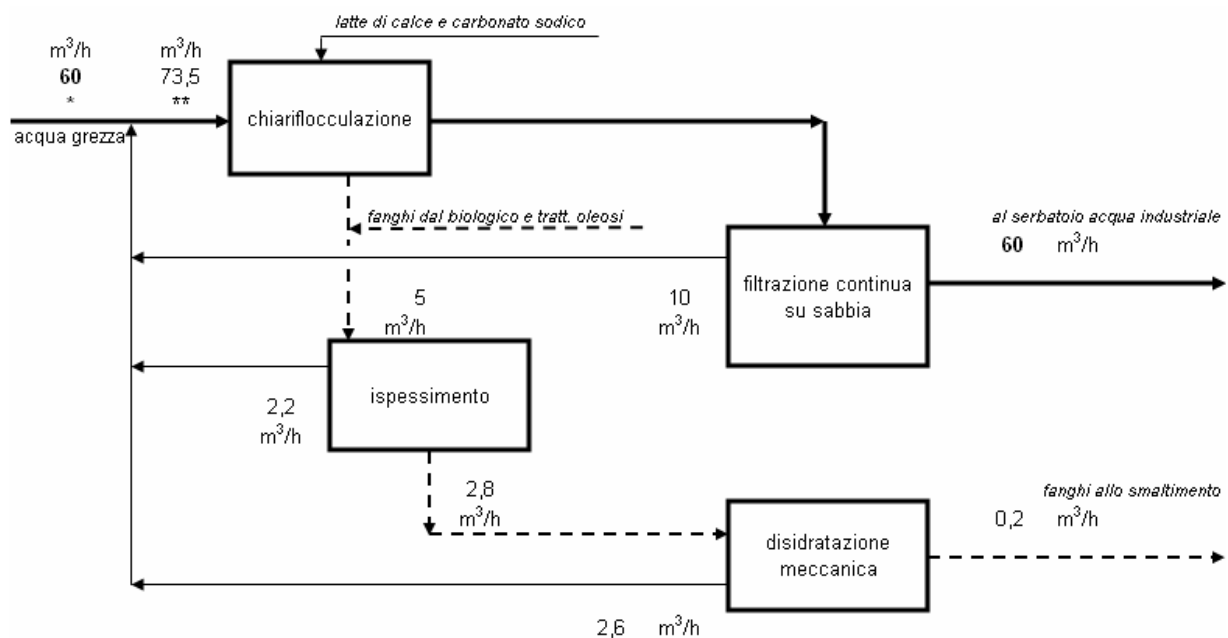 latte di calce e carbonato sodico
m³/h
60
*
m³/h
73,5
**
acqua grezza
chiariflocculazione
fanghi dal biologico e tratt. oleosi
al serbatoio acqua industriale
60 m³/h
filtrazione continua
su sabbia
10
m³/h
5
m³/h
ispessimento
2,2
m³/h
2,8
m³/h
fanghi allo smaltimento
0,2 m³/h
disidratazione
meccanica
2,6 m³/h